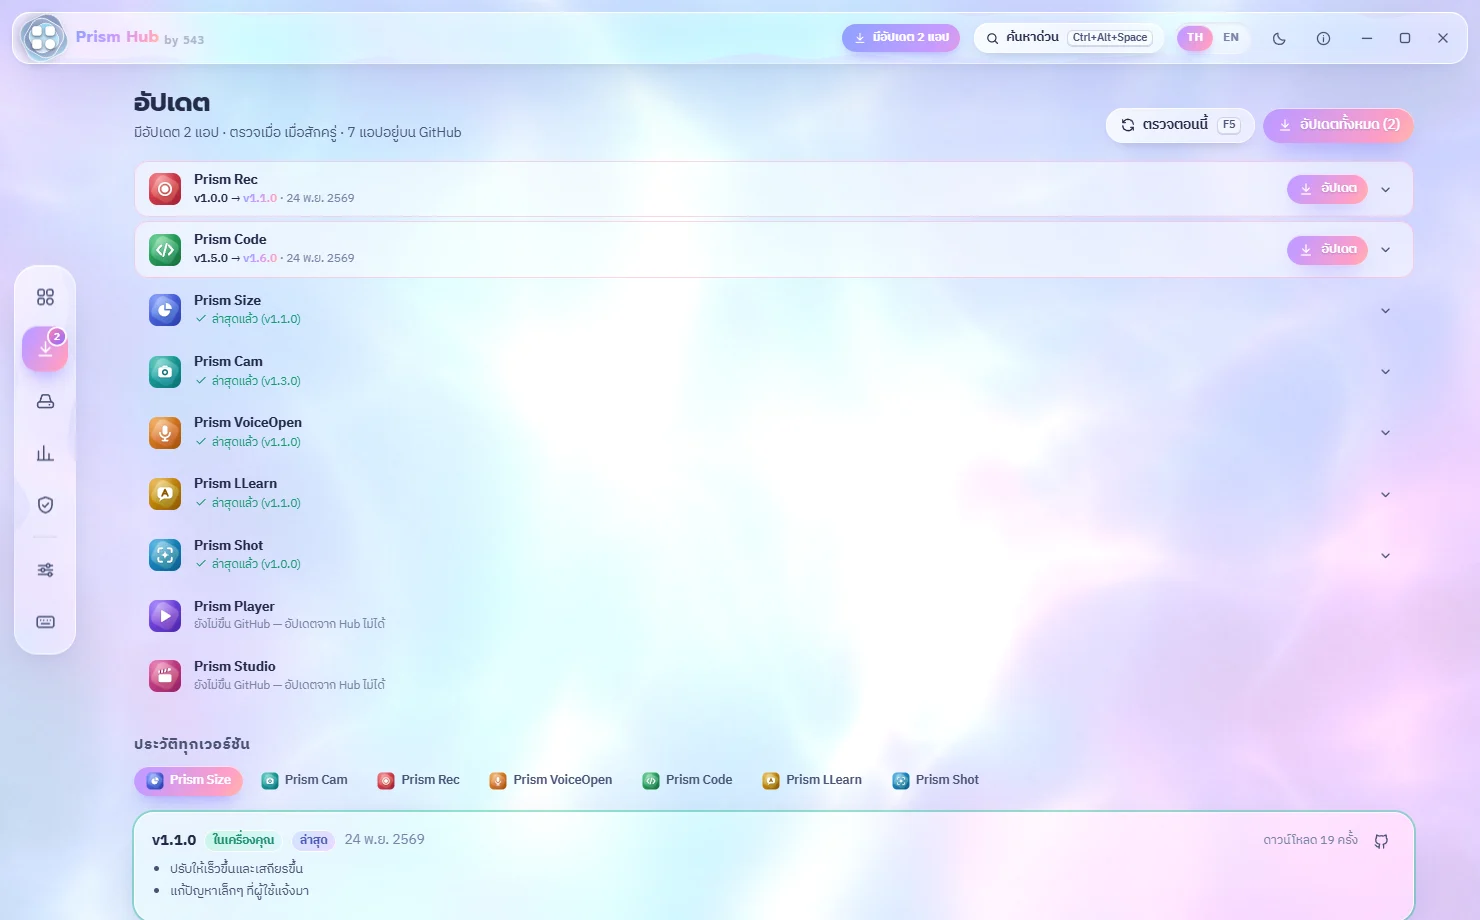 Prism Hub by 543
มีอัปเดต 2 แอป
ค้นหาด่วน Ctrl+Alt+Space
TH EN
อัปเดต
มีอัปเดต 2 แอป · ตรวจเมื่อ เมื่อสักครู่ · 7 แอปอยู่บน GitHub
ตรวจตอนนี้ F5
อัปเดตทั้งหมด (2)
Prism Rec
v1.0.0 → v1.1.0 · 24 พ.ย. 2569
อัปเดต
Prism Code
v1.5.0 → v1.6.0 · 24 พ.ย. 2569
อัปเดต
2
Prism Size
ล่าสุดแล้ว (v1.1.0)
Prism Cam
ล่าสุดแล้ว (v1.3.0)
Prism VoiceOpen
ล่าสุดแล้ว (v1.1.0)
Prism LLearn
ล่าสุดแล้ว (v1.1.0)
Prism Shot
ล่าสุดแล้ว (v1.0.0)
Prism Player
ยังไม่ขึ้น GitHub — อัปเดตจาก Hub ไม่ได้
Prism Studio
ยังไม่ขึ้น GitHub — อัปเดตจาก Hub ไม่ได้
ประวัติทุกเวอร์ชัน
Prism Size Prism Cam Prism Rec Prism VoiceOpen Prism Code Prism LLearn Prism Shot
v1.1.0 ในเครื่องคุณ ล่าสุด 24 พ.ย. 2569 ดาวน์โหลด 19 ครั้ง
• ปรับให้เร็วขึ้นและเสถียรขึ้น
• แก้ปัญหาเล็กๆ ที่ผู้ใช้แจ้งมา